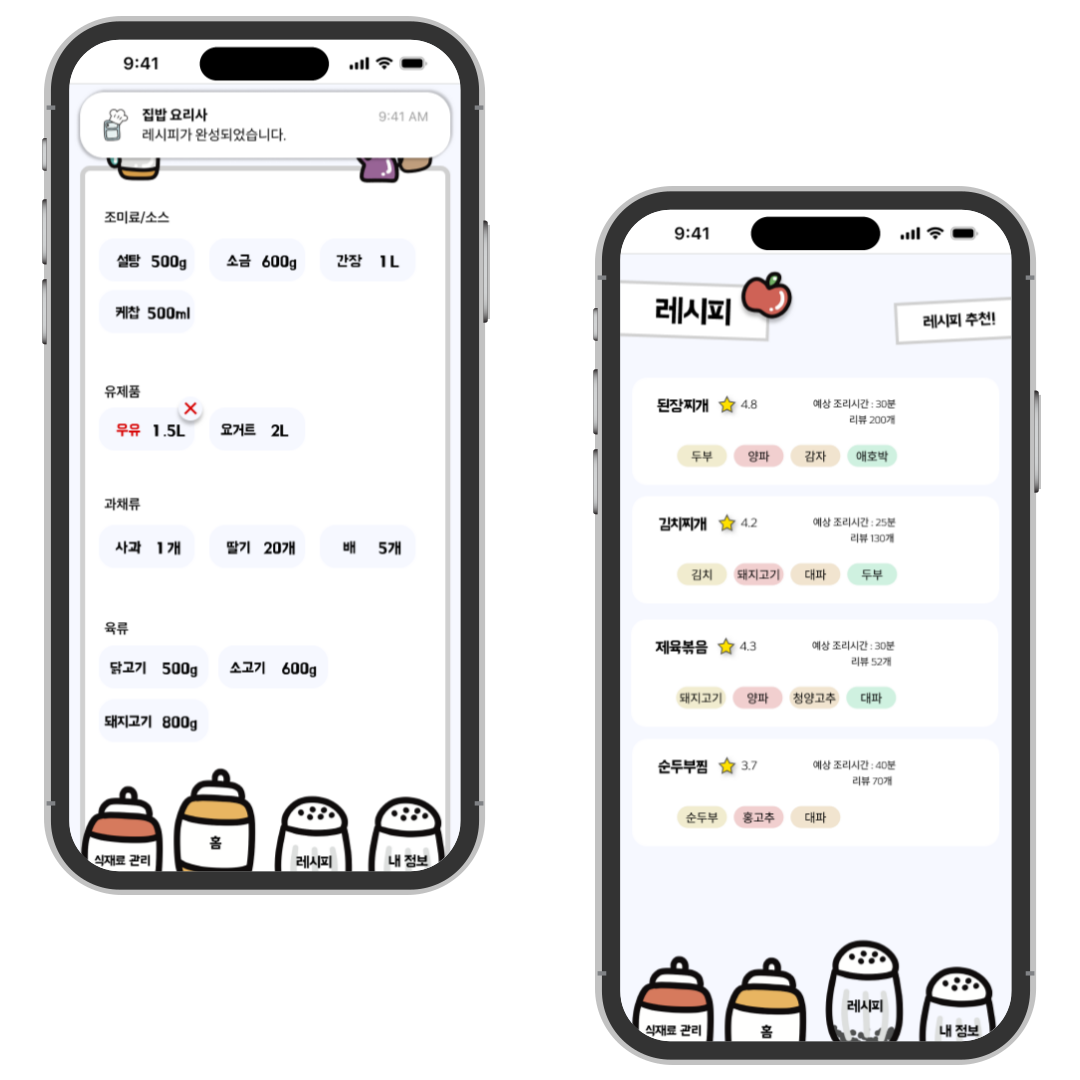 9:41
집밥 요리사
9:41 AM
레시피가 완성되었습니다.
조미료/소스
설탕 500g
소금 600g
간장 1L
케찹 500ml
유제품
우유 1.5L
요거트 2L
과채류
사과 1개
딸기 20개
배 5개
육류
닭고기 500g
소고기 600g
돼지고기 800g
식재료 관리
홈
레시피
내 정보
9:41
레시피
레시피 추천!
된장찌개 4.8
예상 조리시간 : 30분
리뷰 200개
두부 양파 감자 애호박
김치찌개 4.2
예상 조리시간 : 25분
리뷰 130개
김치 돼지고기 대파 두부
제육볶음 4.3
예상 조리시간 : 30분
리뷰 52개
돼지고기 양파 청양고추 대파
순두부찜 3.7
예상 조리시간 : 40분
리뷰 70개
순두부 홍고추 대파
식재료 관리
홈
레시피
내 정보